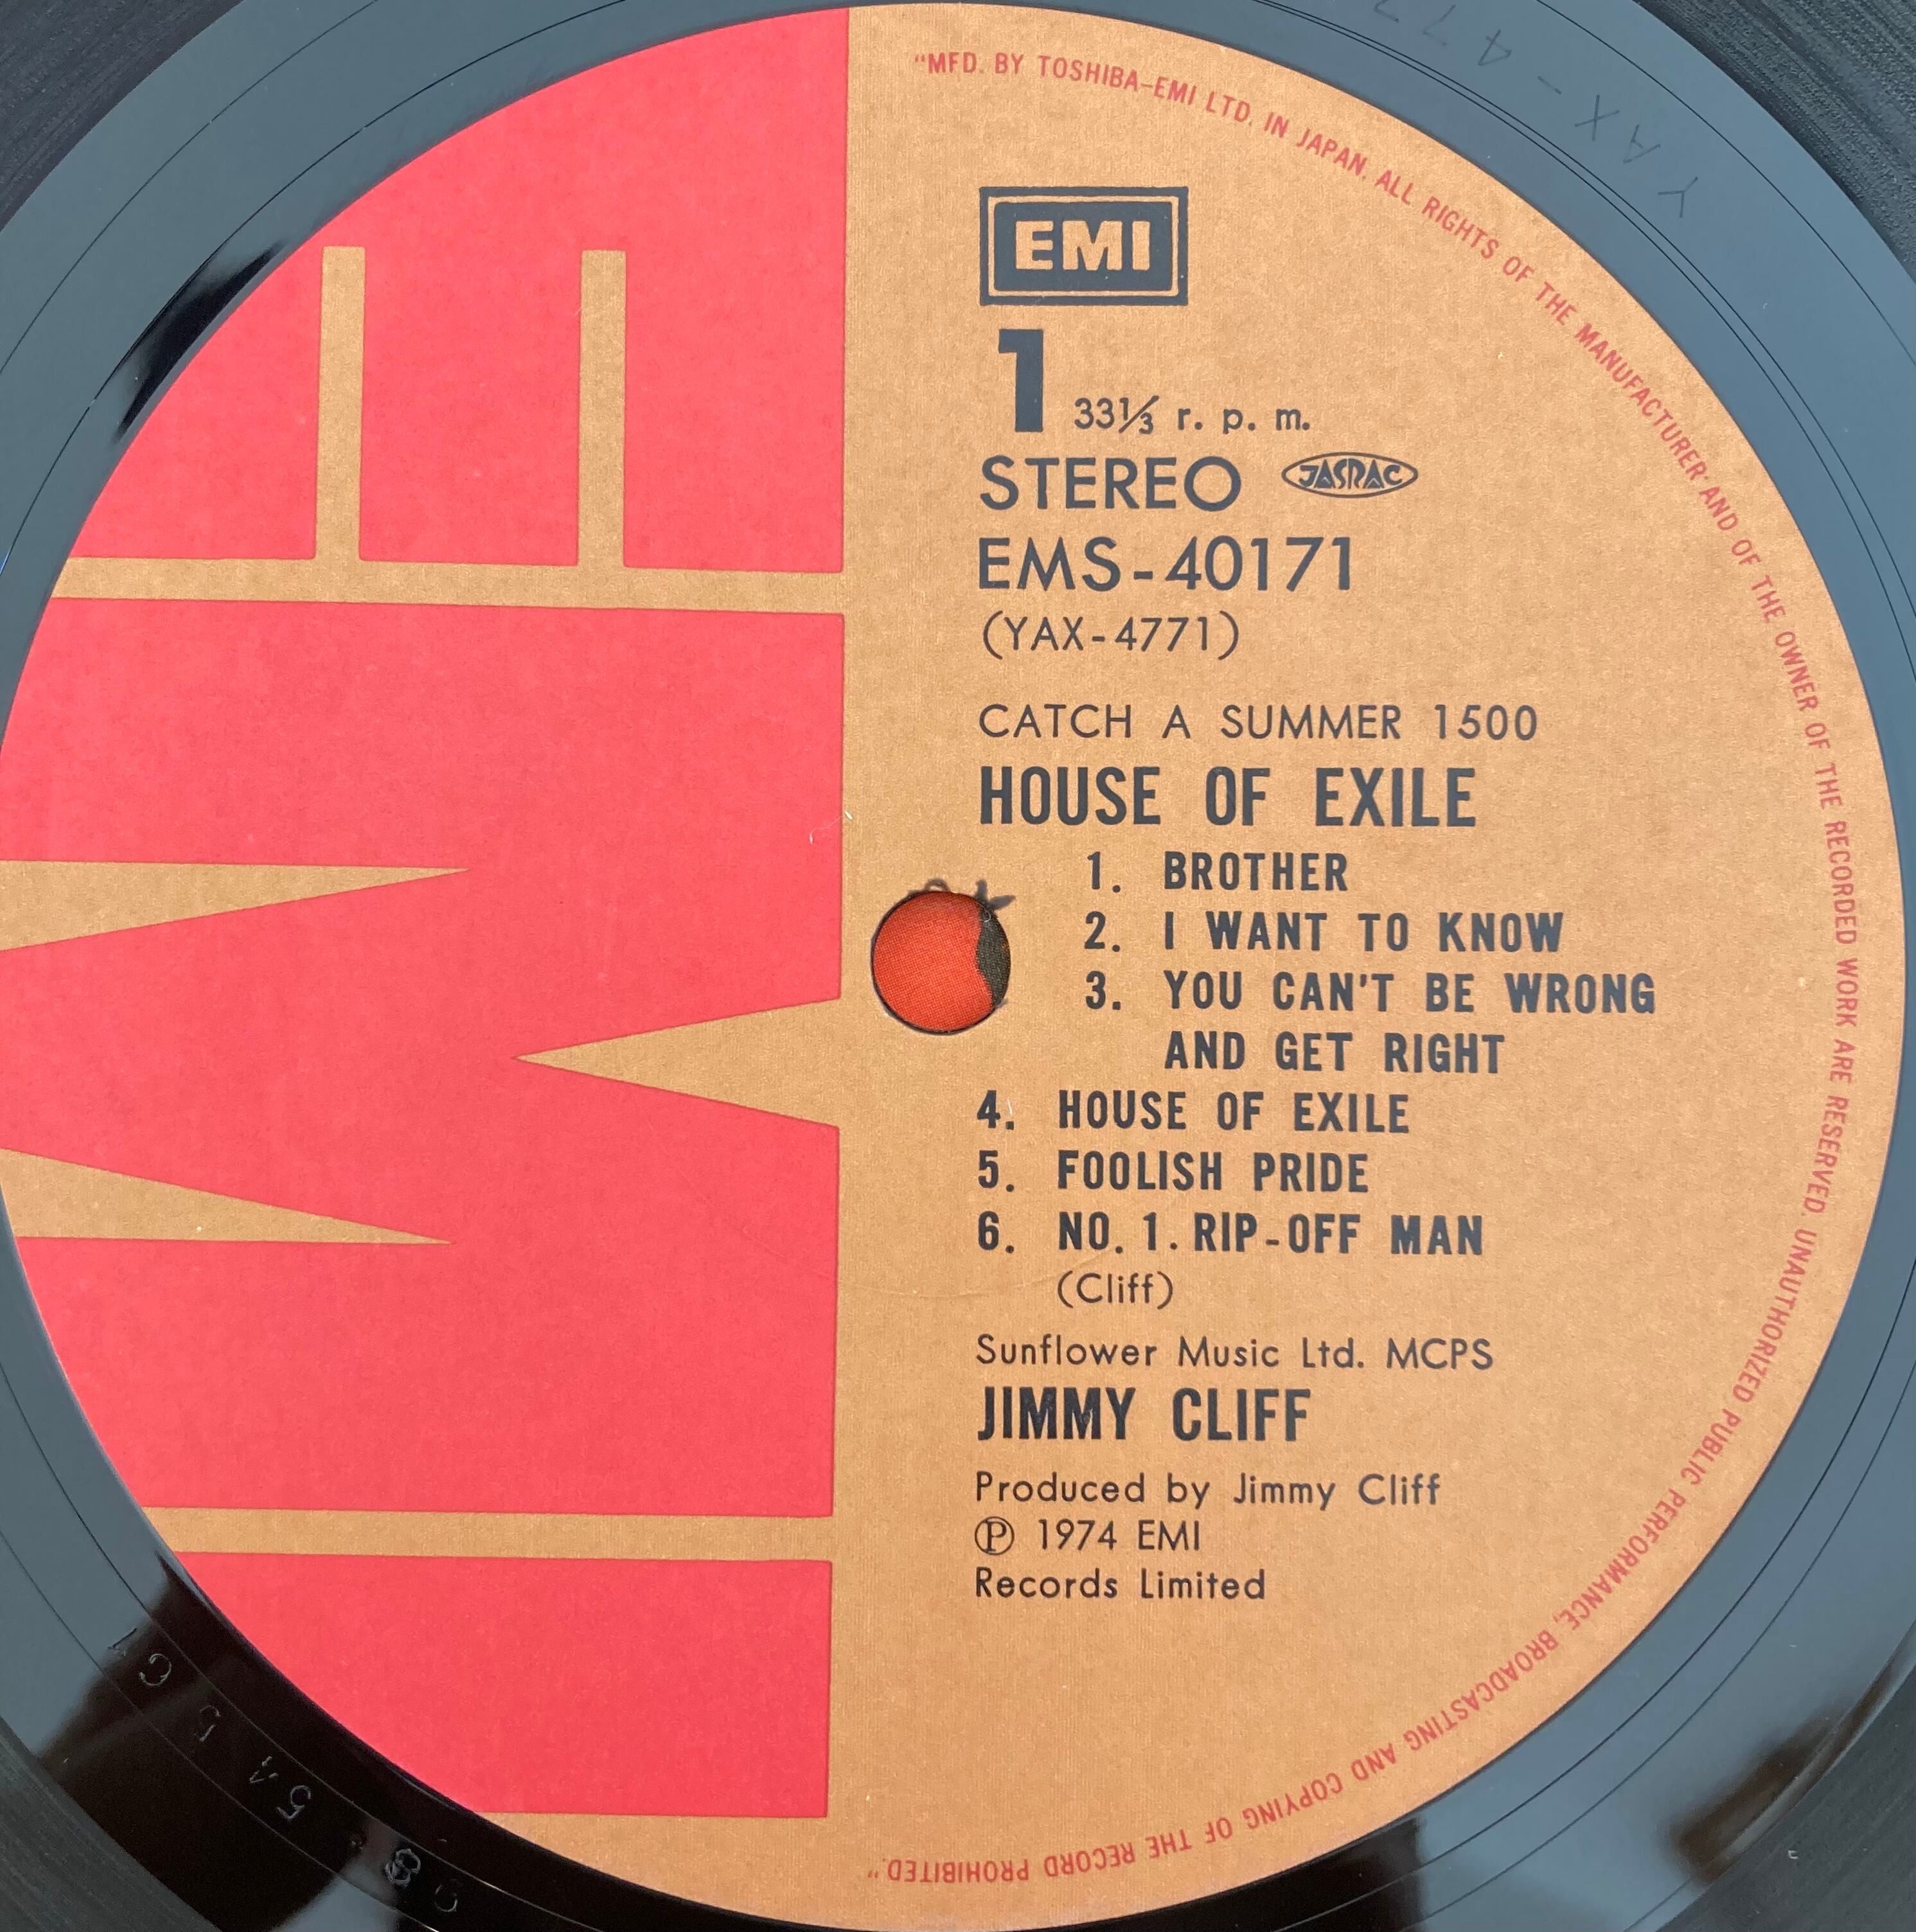 "MFD. BY TOSHIBA-EMI LTD. IN JAPAN. ALL RIGHTS OF THE MANUFACTURER AND OF THE OWNER OF THE RECORDED WORK ARE RESERVED. UNAUTHORIZED PUBLIC PERFORMANCE, BROADCASTING AND COPYING OF THE RECORD PROHIBITED."
EMI
1 33⅓ r. p. m.
STEREO JASRAC
EMS-40171
(YAX-4771)
CATCH A SUMMER 1500
HOUSE OF EXILE
1. BROTHER
2. I WANT TO KNOW
3. YOU CAN'T BE WRONG
AND GET RIGHT
4. HOUSE OF EXILE
5. FOOLISH PRIDE
6. NO. 1. RIP-OFF MAN
(Cliff)
Sunflower Music Ltd. MCPS
JIMMY CLIFF
Produced by Jimmy Cliff
Ⓟ 1974 EMI
Records Limited